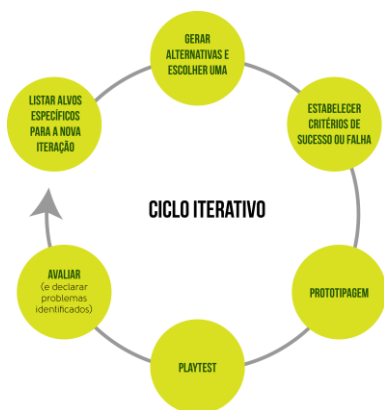 GERAR
ALTERNATIVAS E
ESCOLHER UMA
ESTABELECER
CRITÉRIOS DE
SUCESSO OU FALHA
PROTOTIPAGEM
PLAYTEST
AVALIAR
(e declarar
problemas
identificados)
LISTAR ALVOS
ESPECÍFICOS
PARA A NOVA
ITERAÇÃO
CICLO ITERATIVO